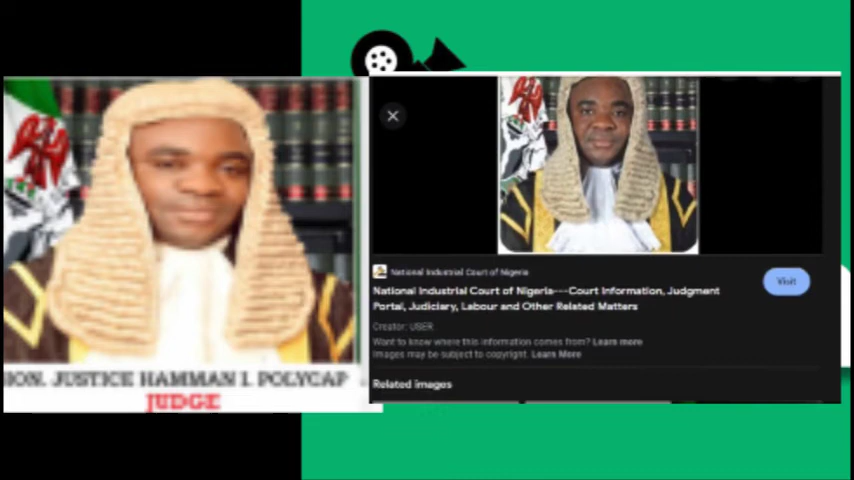 HON. JUSTICE HAMMAN I. POLYCAP
JUDGE
National Industrial Court of Nigeria
National Industrial Court of Nigeria---Court Information, Judgment
Portal, Judiciary, Labour and Other Related Matters
Visit
Creator: USER
Want to know where this information comes from? Learn more
Images may be subject to copyright. Learn More
Related images